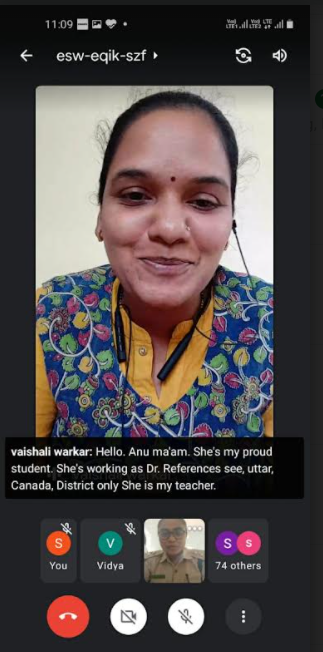 11:09
esw-eqik-szf
vaishali warkar: Hello. Anu ma'am. She's my proud
student. She's working as Dr. References see, uttar,
Canada, District only She is my teacher.
S
V
S s
You
Vidya
74 others